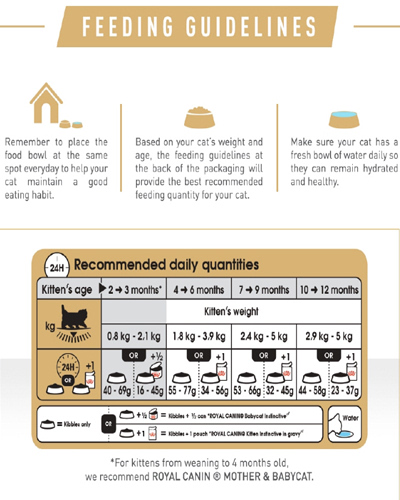 FEEDING GUIDELINES
Remember to place the
food bowl at the same
spot everyday to help your
cat maintain a good
eating habit.
Based on your cat's weight and
age, the feeding guidelines at
the back of the packaging will
provide the best recommended
feeding quantity for your cat.
Make sure your cat has a
fresh bowl of water daily so
they can remain hydrated
and healthy.
24H Recommended daily quantities
Kitten's age 2 → 3 months* 4 → 6 months 7 → 9 months 10 → 12 months
Kitten's weight
kg
0.8 kg - 2.1 kg 1.8 kg - 3.9 kg 2.4 kg - 5 kg 2.9 kg - 5 kg
24H OR +1 OR +½ OR +1 OR +1 OR +1
40 - 69g 16 - 45g 55 - 77g 34 - 56g 53 - 66g 32 - 45g 44 - 58g 23 - 37g
= Kibbles only OR + ½ = Kibbles + ½ can "ROYAL CANIN® Babycat Instinctive"
+ 1 = Kibbles + 1 pouch "ROYAL CANIN® Kitten Instinctive in gravy"
Water
*For kittens from weaning to 4 months old,
we recommend ROYAL CANIN ® MOTHER & BABYCAT.